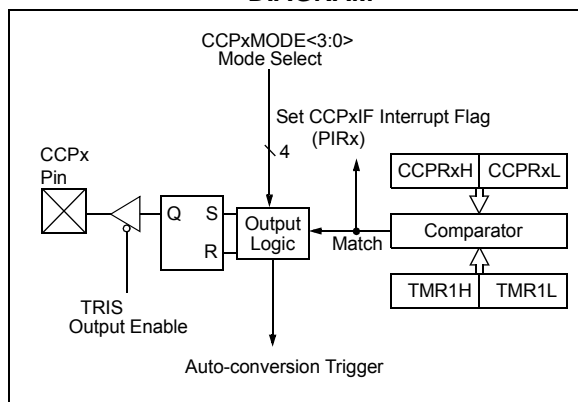 DIAGRAM
CCPxMODE<3:0>
Mode Select
Set CCPxIF Interrupt Flag
(PIRx)
4
CCPx
Pin
CCPRxH CCPRxL
Q S
R
Output
Logic
Match
Comparator
TMR1H TMR1L
TRIS
Output Enable
Auto-conversion Trigger